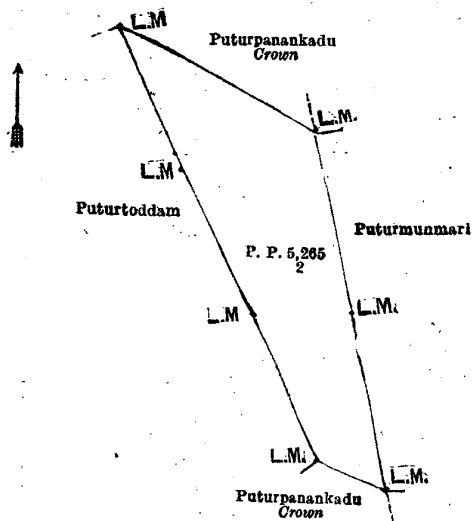 L.M
Puturpanankadu
Crown
L.M.
L.M
Puturtoddam
Puturmunmari
P. P. 5,265
2
L.M
L.M.
L.M.
L.M.
Puturpanankadu
Crown